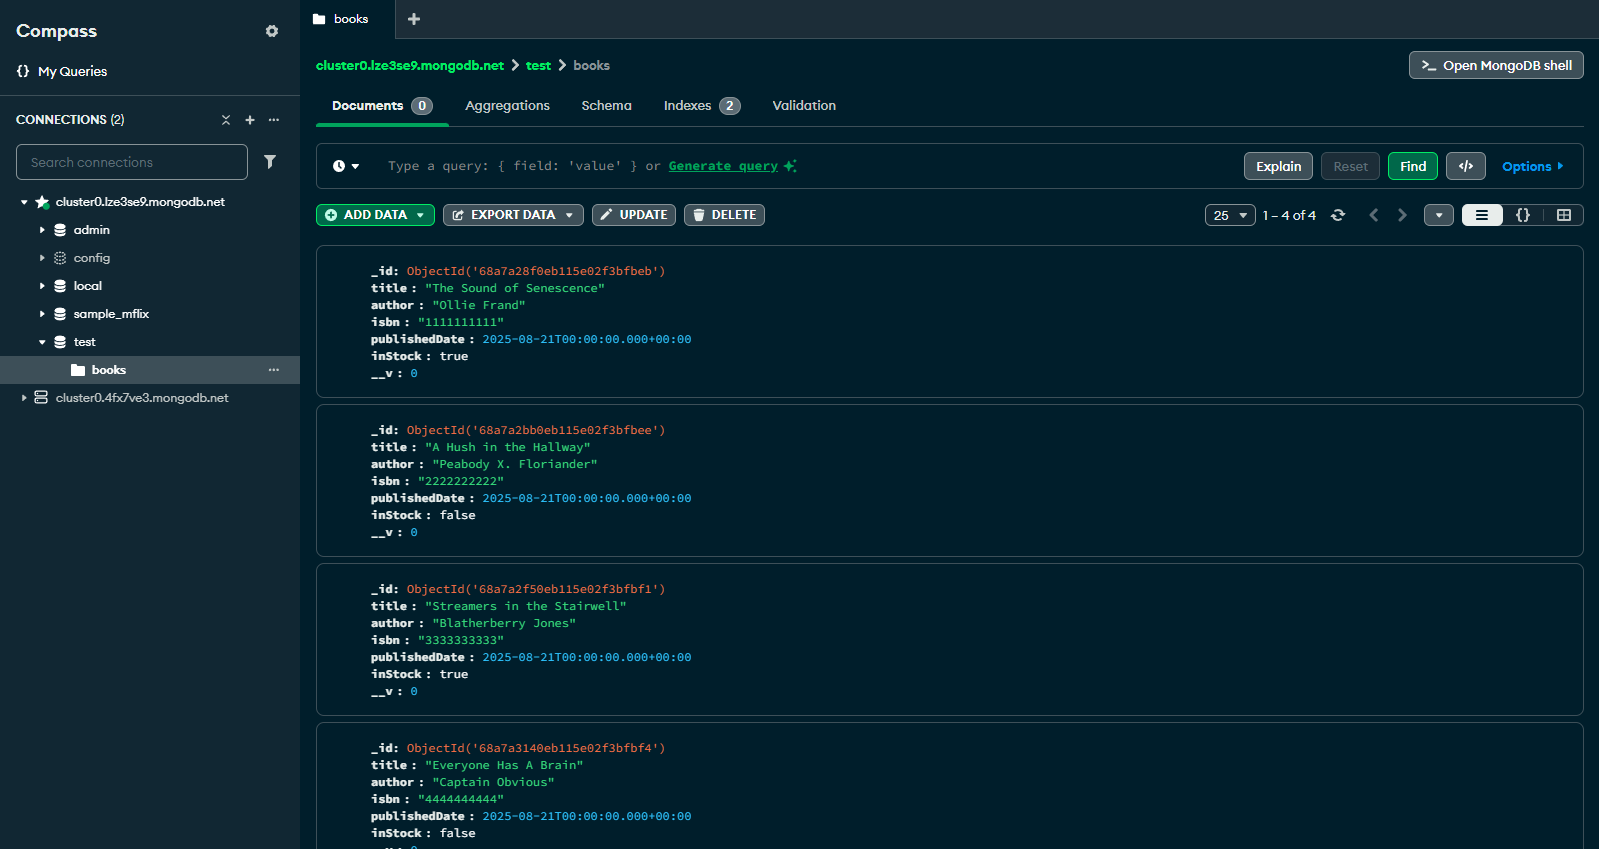 Compass
{} My Queries
CONNECTIONS (2)
Search connections
cluster0.lze3se9.mongodb.net
admin
config
local
sample_mflix
test
books
cluster0.4fx7ve3.mongodb.net
books
cluster0.lze3se9.mongodb.net > test > books
>_ Open MongoDB shell
Documents 0 Aggregations Schema Indexes 2 Validation
Type a query: { field: 'value' } or Generate query
Explain Reset Find </> Options
ADD DATA EXPORT DATA UPDATE DELETE
25 1 – 4 of 4 {}
_id: ObjectId('68a7a28f0eb115e02f3bfbeb')
title : "The Sound of Senescence"
author : "Ollie Frand"
isbn : "1111111111"
publishedDate : 2025-08-21T00:00:00.000+00:00
inStock : true
__v : 0
_id: ObjectId('68a7a2bb0eb115e02f3bfbee')
title : "A Hush in the Hallway"
author : "Peabody X. Floriander"
isbn : "2222222222"
publishedDate : 2025-08-21T00:00:00.000+00:00
inStock : false
__v : 0
_id: ObjectId('68a7a2f50eb115e02f3bfbf1')
title : "Streamers in the Stairwell"
author : "Blatherberry Jones"
isbn : "3333333333"
publishedDate : 2025-08-21T00:00:00.000+00:00
inStock : true
__v : 0
_id: ObjectId('68a7a3140eb115e02f3bfbf4')
title : "Everyone Has A Brain"
author : "Captain Obvious"
isbn : "4444444444"
publishedDate : 2025-08-21T00:00:00.000+00:00
inStock : false